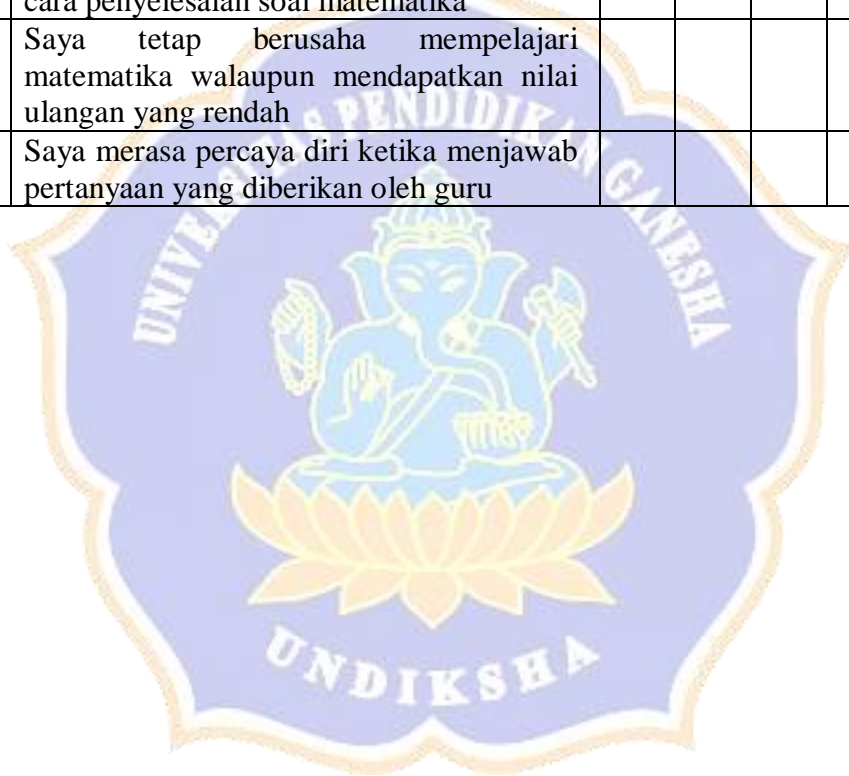 cara penyelesaian soal matematika
Saya tetap berusaha mempelajari
matematika walaupun mendapatkan nilai
ulangan yang rendah
Saya merasa percaya diri ketika menjawab
pertanyaan yang diberikan oleh guru
UNIVERSITAS PENDIDIKAN GANESHA
UNDIKSHA